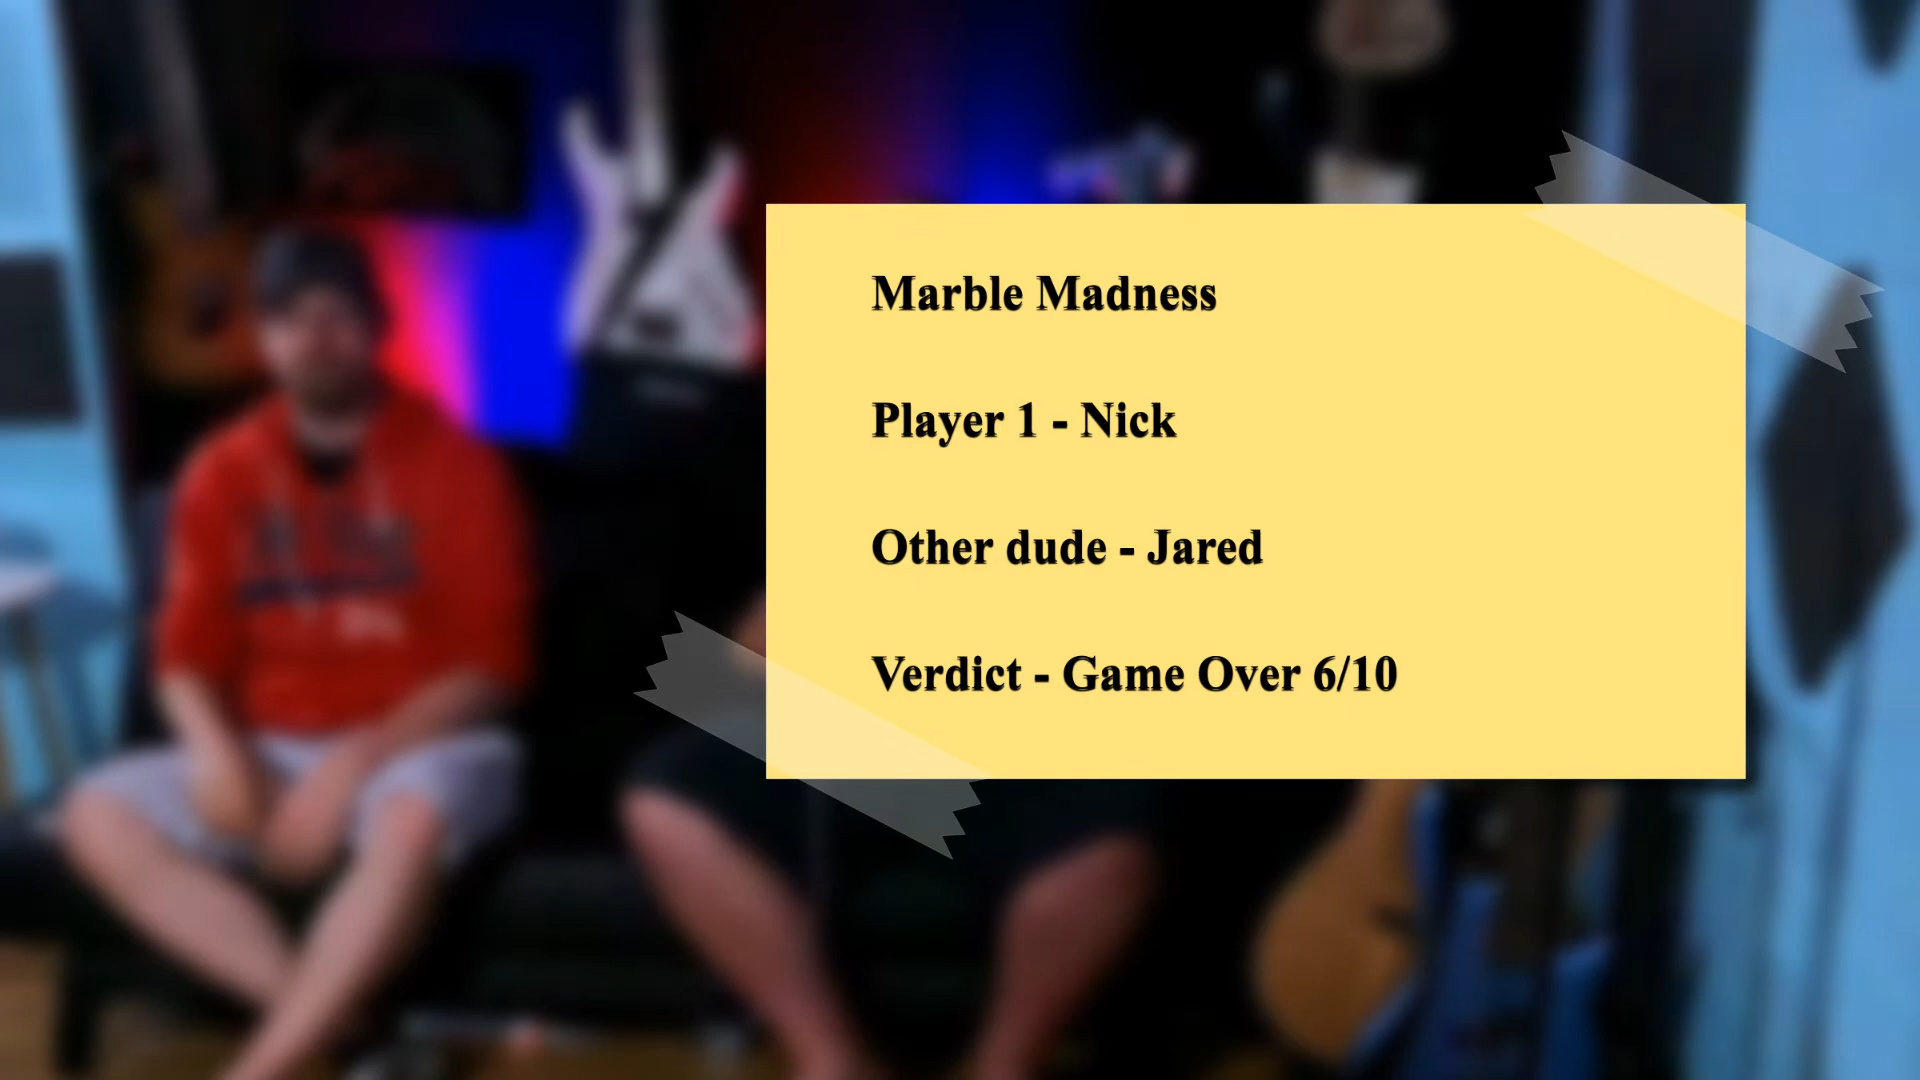 Marble Madness
Player 1 - Nick
Other dude - Jared
Verdict - Game Over 6/10